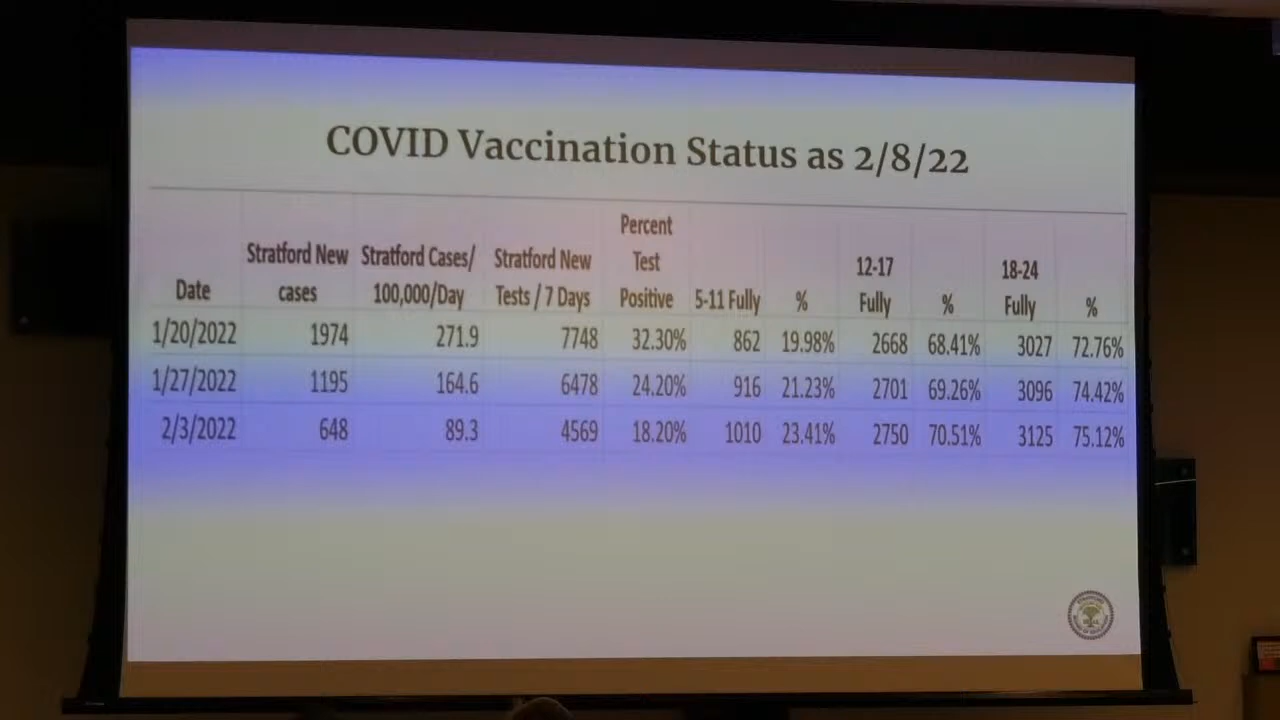 COVID Vaccination Status as 2/8/22
Date Stratford New cases Stratford Cases/ 100,000/Day Stratford New Tests / 7 Days Percent Test Positive 5-11 Fully % 12-17 Fully % 18-24 Fully %
1/20/2022 1974 271.9 7748 32.30% 862 19.98% 2668 68.41% 3027 72.76%
1/27/2022 1195 164.6 6478 24.20% 916 21.23% 2701 69.26% 3096 74.42%
2/3/2022 648 89.3 4569 18.20% 1010 23.41% 2750 70.51% 3125 75.12%
STRATFORD
BOARD OF EDUCATION